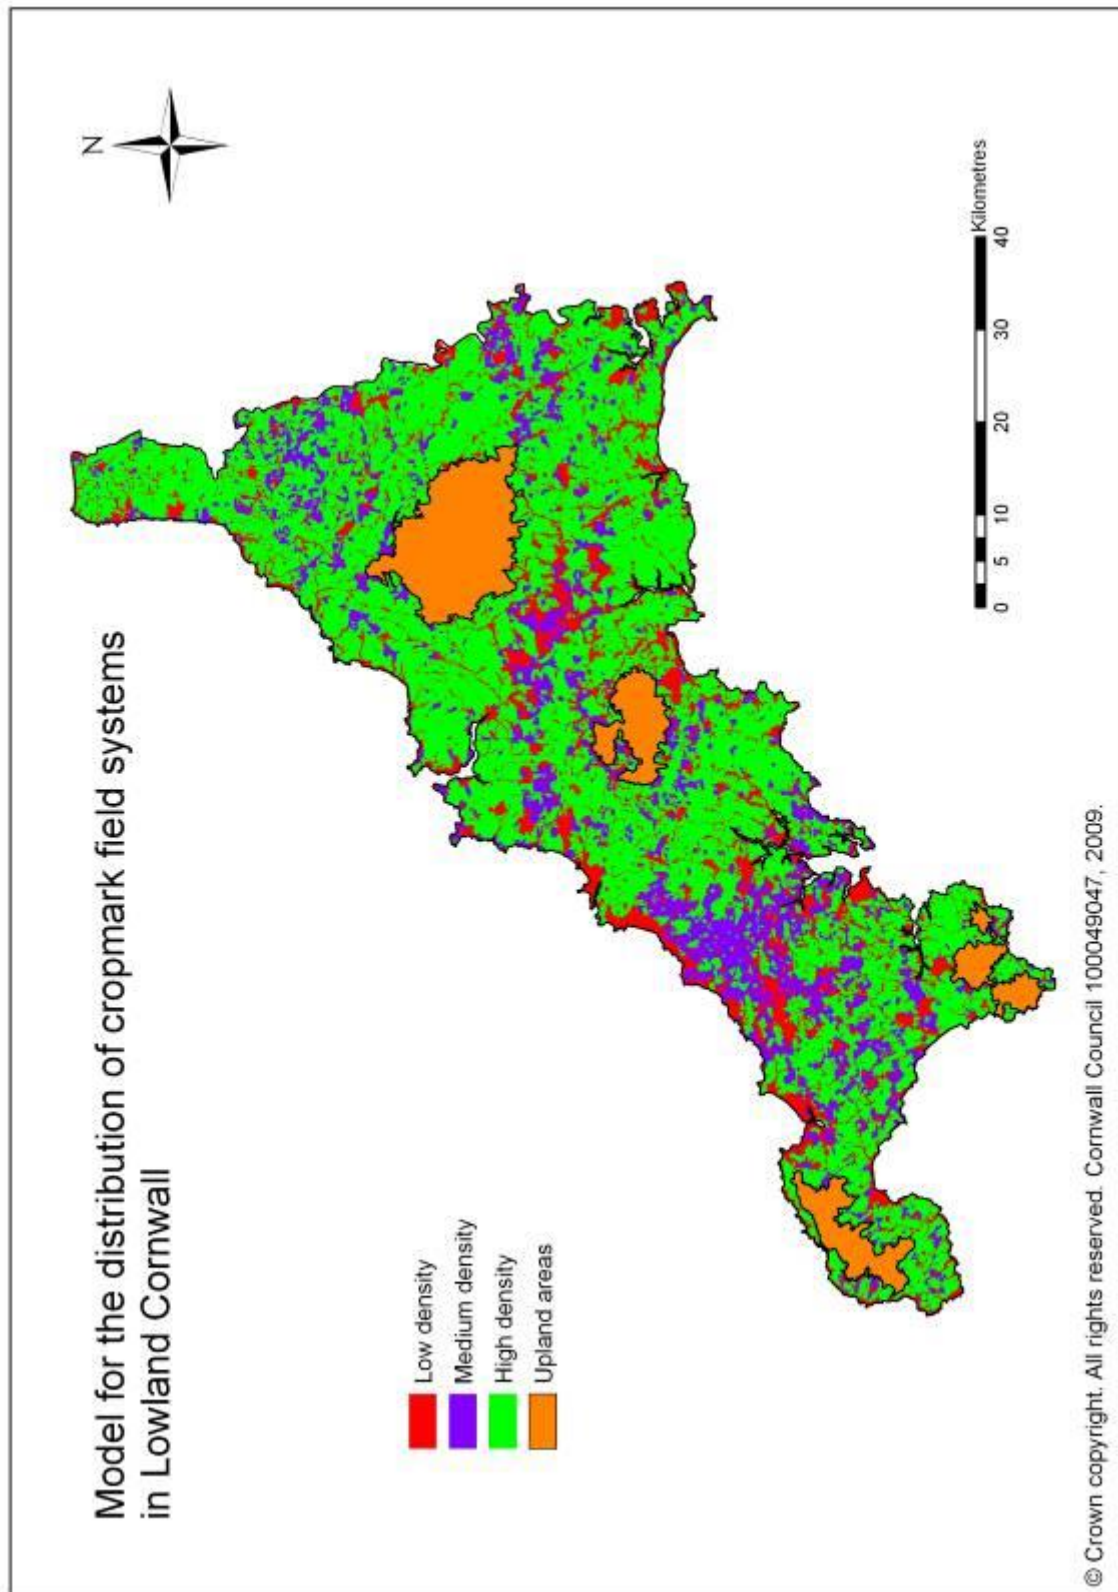 Model for the distribution of cropmark field systems
in Lowland Cornwall
N
Low density
Medium density
High density
Upland areas
Kilometres
0 5 10 20 30 40
© Crown copyright. All rights reserved. Cornwall Council 100049047, 2009.